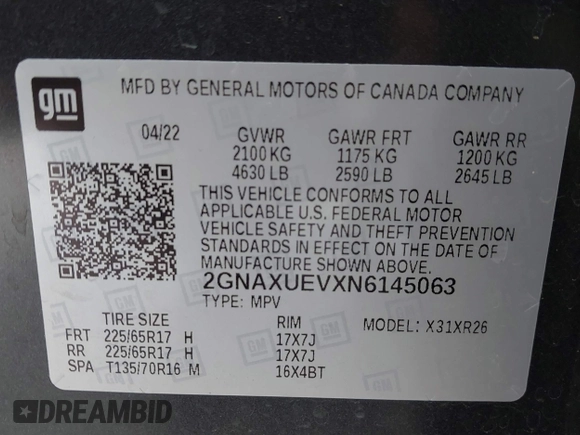 gm
MFD BY GENERAL MOTORS OF CANADA COMPANY
04/22 GVWR GAWR FRT GAWR RR
2100 KG 1175 KG 1200 KG
4630 LB 2590 LB 2645 LB
THIS VEHICLE CONFORMS TO ALL
APPLICABLE U.S. FEDERAL MOTOR
VEHICLE SAFETY AND THEFT PREVENTION
STANDARDS IN EFFECT ON THE DATE OF
MANUFACTURE SHOWN ABOVE.
2GNAXUEVXN6145063
TYPE: MPV
TIRE SIZE RIM MODEL: X31XR26
FRT 225/65R17 H 17X7J
RR 225/65R17 H 17X7J
SPA T135/70R16 M 16X4BT
DREAMBID